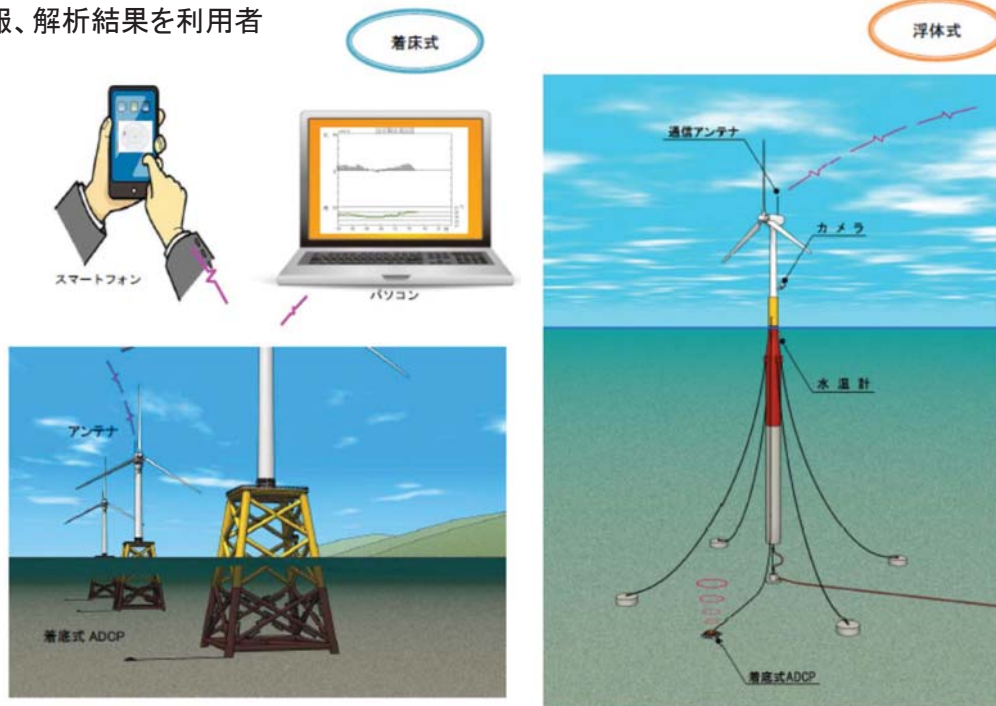 報、解析結果を利用者
着床式
浮体式
スマートフォン
パソコン
アンテナ
着底式 ADCP
通信アンテナ
カメラ
水温計
着底式ADCP